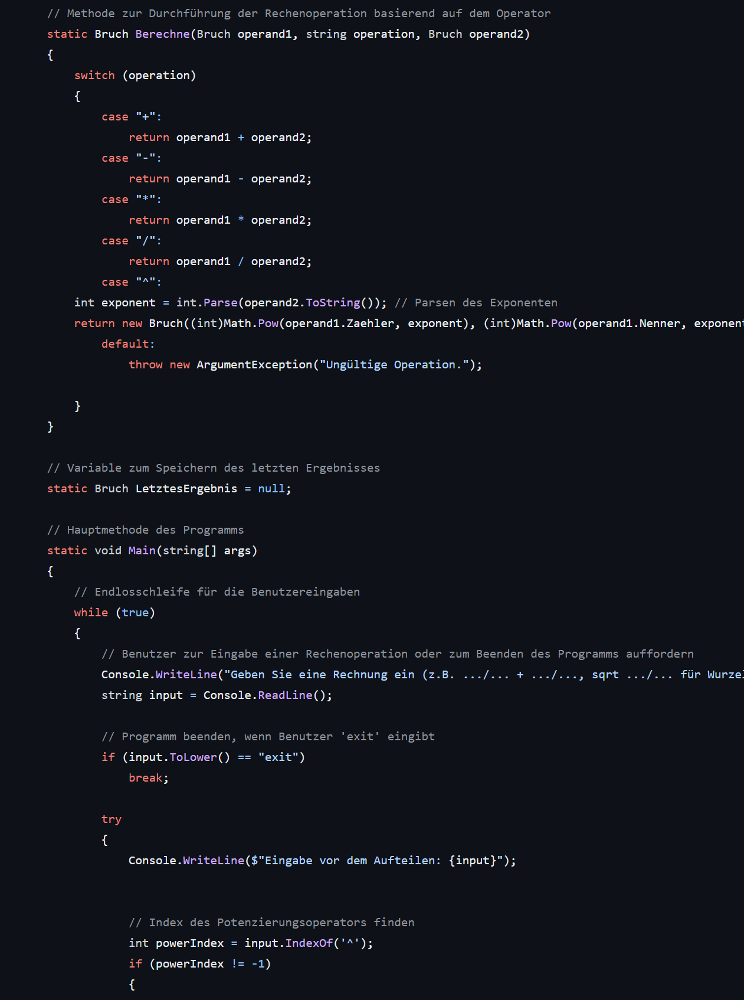 // Methode zur Durchführung der Rechenoperation basierend auf dem Operator
static Bruch Berechne(Bruch operand1, string operation, Bruch operand2)
{
switch (operation)
{
case "+":
return operand1 + operand2;
case "-":
return operand1 - operand2;
case "*":
return operand1 * operand2;
case "/":
return operand1 / operand2;
case "^":
int exponent = int.Parse(operand2.ToString()); // Parsen des Exponenten
return new Bruch((int)Math.Pow(operand1.Zaehler, exponent), (int)Math.Pow(operand1.Nenner, exponent
default:
throw new ArgumentException("Ungültige Operation.");
}
}
// Variable zum Speichern des letzten Ergebnisses
static Bruch LetztesErgebnis = null;
// Hauptmethode des Programms
static void Main(string[] args)
{
// Endlosschleife für die Benutzereingaben
while (true)
{
// Benutzer zur Eingabe einer Rechenoperation oder zum Beenden des Programms auffordern
Console.WriteLine("Geben Sie eine Rechnung ein (z.B. .../... + .../..., sqrt .../... für Wurzel
string input = Console.ReadLine();
// Programm beenden, wenn Benutzer 'exit' eingibt
if (input.ToLower() == "exit")
break;
try
{
Console.WriteLine($"Eingabe vor dem Aufteilen: {input}");
// Index des Potenzierungsoperators finden
int powerIndex = input.IndexOf('^');
if (powerIndex != -1)
{